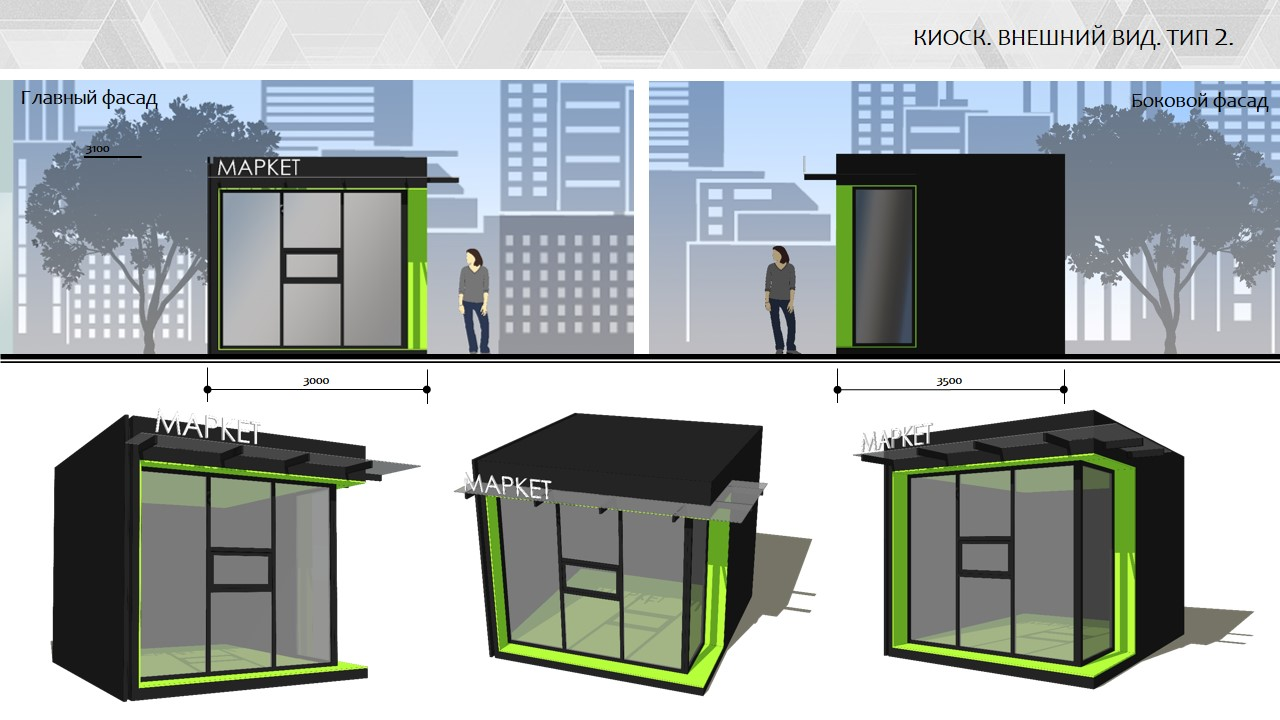 КИОСК. ВНЕШНИЙ ВИД. ТИП 2.
Главный фасад
Боковой фасад
3100
МАРКЕТ
3000
3500
МАРКЕТ
МАРКЕТ
МАРКЕТ